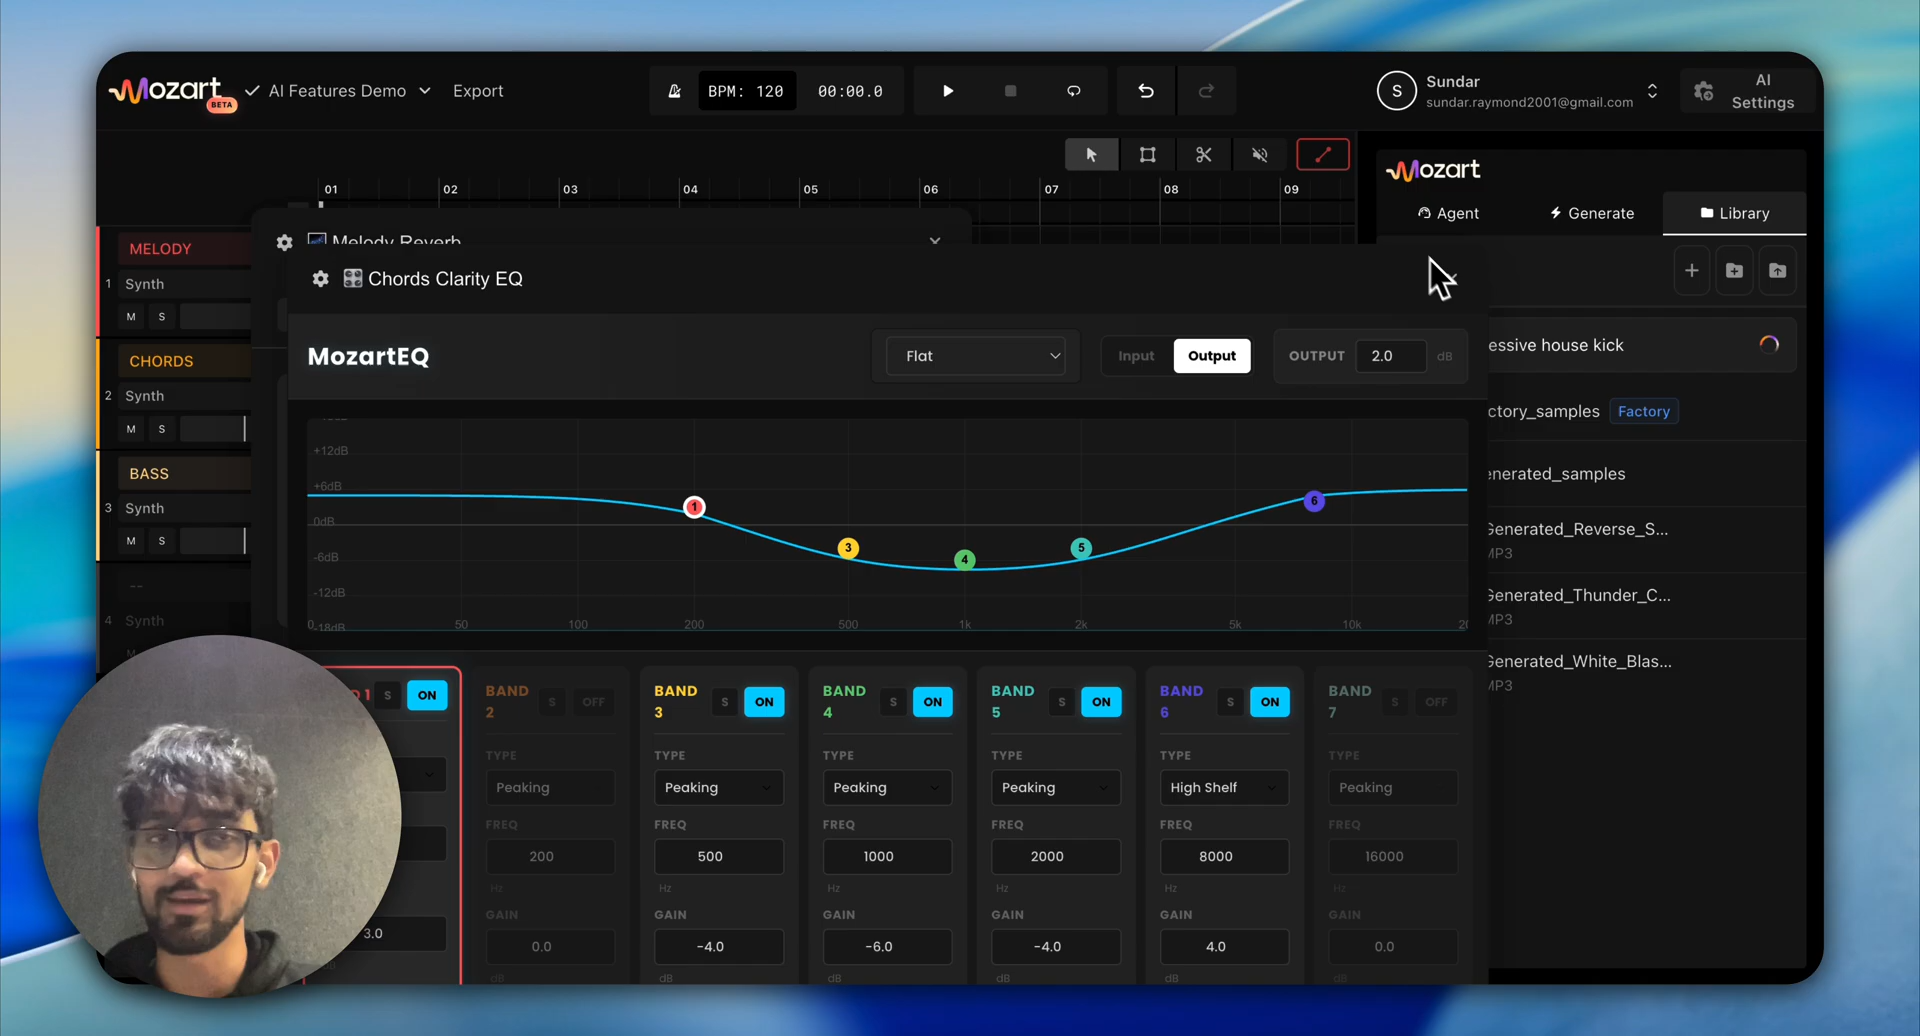 Mozart
BETA
AI Features Demo
Export
BPM: 120
00:00.0
S
Sundar
sundar.raymond2001@gmail.com
AI
Settings
01
02
03
04
05
06
07
08
09
Mozart
Agent
Generate
Library
MELODY
1
Synth
M
S
CHORDS
2
Synth
M
S
BASS
3
Synth
M
S
--
4
Synth
M
Melody Reverb
Chords Clarity EQ
MozartEQ
Flat
Input
Output
OUTPUT
2.0
dB
+12dB
+6dB
0dB
-6dB
-12dB
-18dB
50
100
200
500
1k
2k
5k
10k
1
3
4
5
6
S
ON
3.0
BAND
2
S
OFF
TYPE
Peaking
FREQ
200
Hz
GAIN
0.0
dB
BAND
3
S
ON
TYPE
Peaking
FREQ
500
Hz
GAIN
-4.0
dB
BAND
4
S
ON
TYPE
Peaking
FREQ
1000
Hz
GAIN
-6.0
dB
BAND
5
S
ON
TYPE
Peaking
FREQ
2000
Hz
GAIN
-4.0
dB
BAND
6
S
ON
TYPE
High Shelf
FREQ
8000
Hz
GAIN
4.0
dB
BAND
7
S
OFF
TYPE
Peaking
FREQ
16000
Hz
GAIN
0.0
dB
essive house kick
ctory_samples
Factory
enerated_samples
Generated_Reverse_S...
MP3
Generated_Thunder_C...
MP3
Generated_White_Blas...
MP3